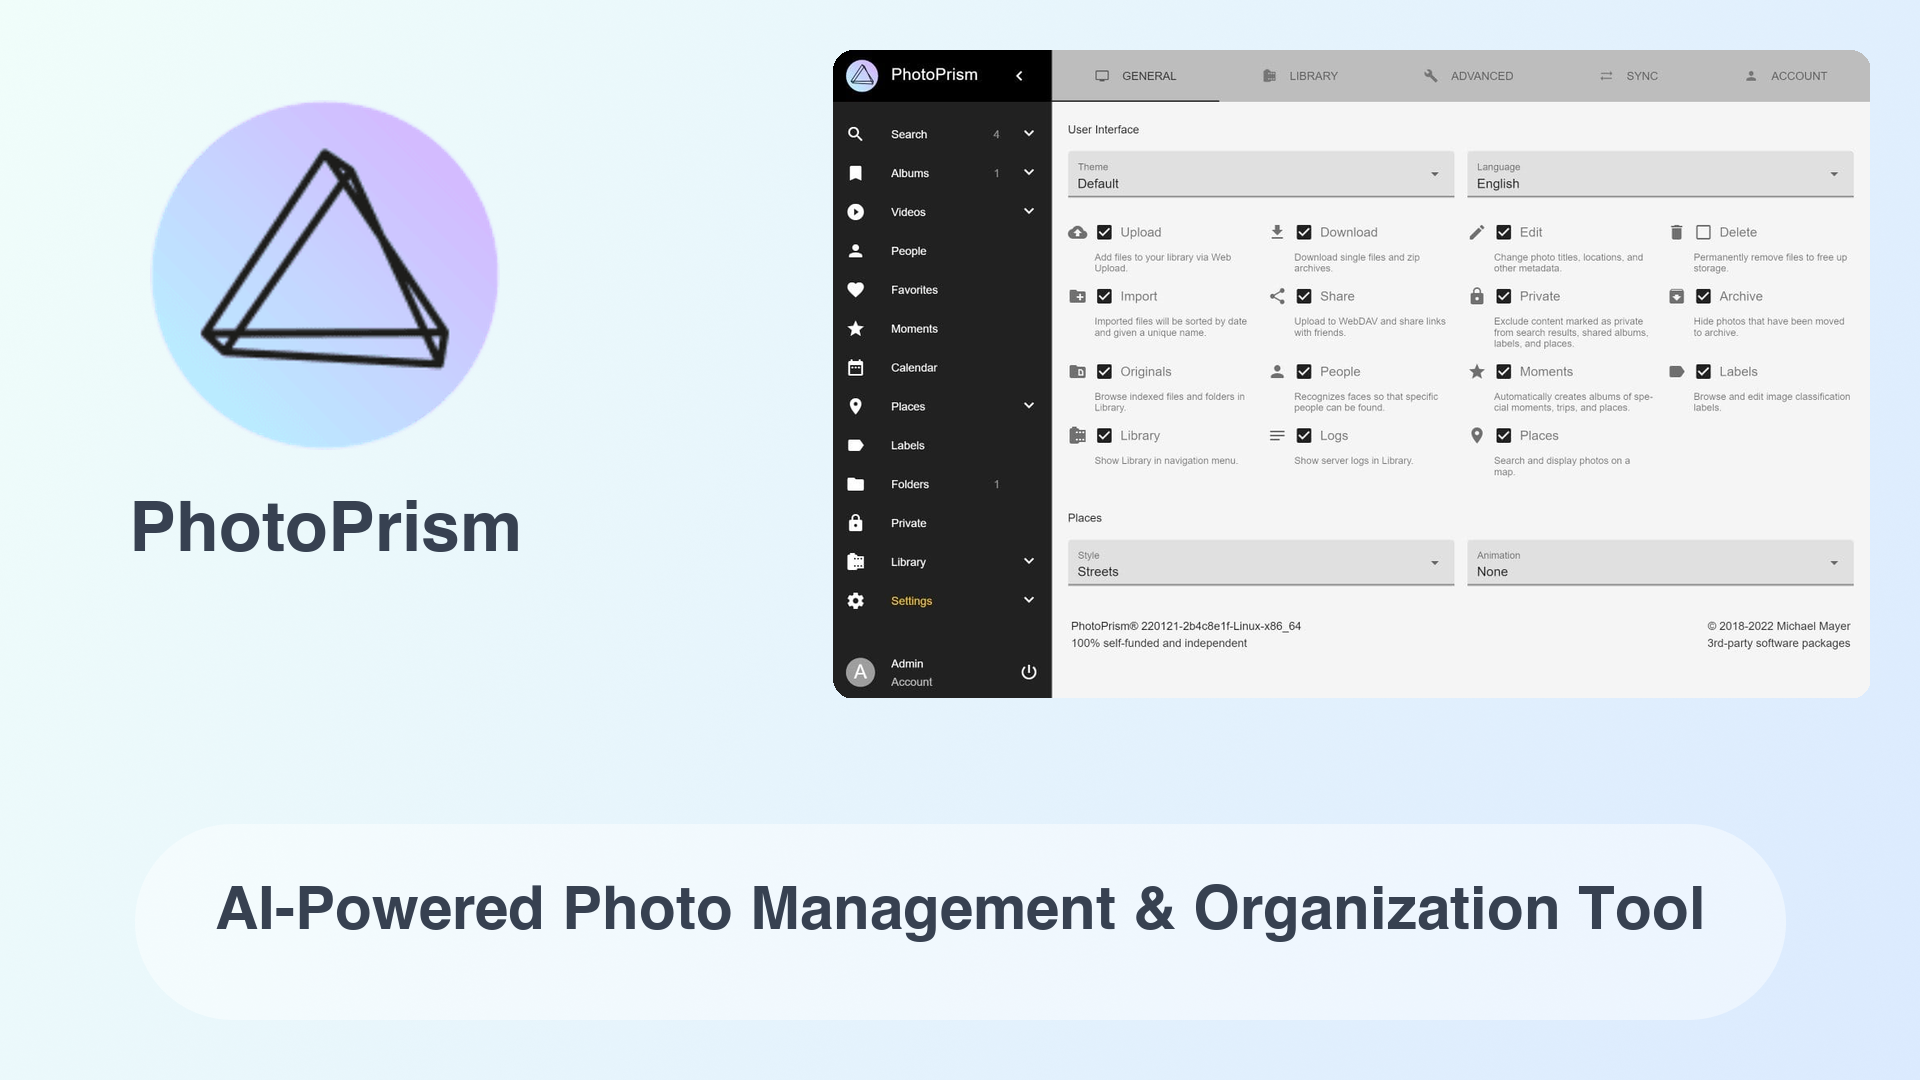 PhotoPrism
AI-Powered Photo Management & Organization Tool
PhotoPrism
Search 4
Albums 1
Videos
People
Favorites
Moments
Calendar
Places
Labels
Folders 1
Private
Library
Settings
A
Admin
Account
GENERAL LIBRARY ADVANCED SYNC ACCOUNT
User Interface
Theme
Default
Language
English
Upload
Add files to your library via Web
Upload.
Download
Download single files and zip
archives.
Edit
Change photo titles, locations, and
other metadata.
Delete
Permanently remove files to free up
storage.
Import
Imported files will be sorted by date
and given a unique name.
Share
Upload to WebDAV and share links
with friends.
Private
Exclude content marked as private
from search results, shared albums,
labels, and places.
Archive
Hide photos that have been moved
to archive.
Originals
Browse indexed files and folders in
Library.
People
Recognizes faces so that specific
people can be found.
Moments
Automatically creates albums of spe-
cial moments, trips, and places.
Labels
Browse and edit image classification
labels.
Library
Show Library in navigation menu.
Logs
Show server logs in Library.
Places
Search and display photos on a
map.
Places
Style
Streets
Animation
None
PhotoPrism® 220121-2b4c8e1f-Linux-x86_64
100% self-funded and independent
© 2018-2022 Michael Mayer
3rd-party software packages